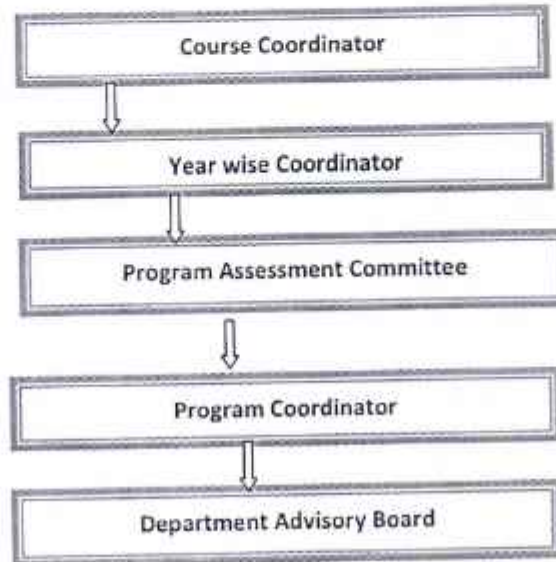 Course Coordinator
Year wise Coordinator
Program Assessment Committee
Program Coordinator
Department Advisory Board